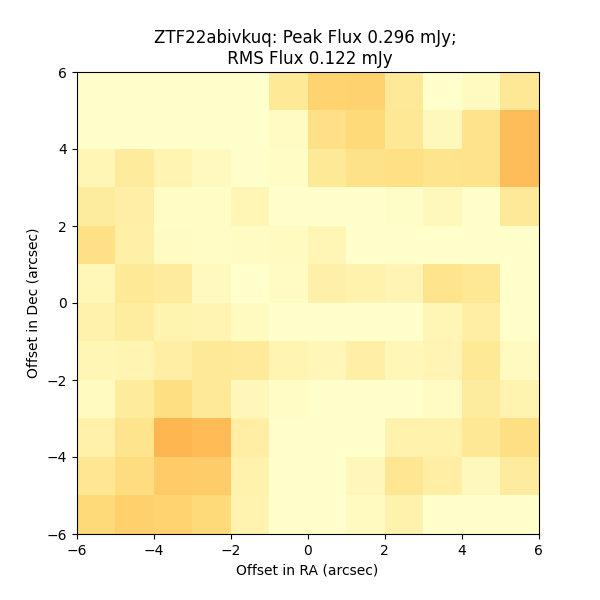 ZTF22abivkuq: Peak Flux 0.296 mJy;
RMS Flux 0.122 mJy
6
4
2
0
−2
−4
−6
Offset in Dec (arcsec)
−6 −4 −2 0 2 4 6
Offset in RA (arcsec)